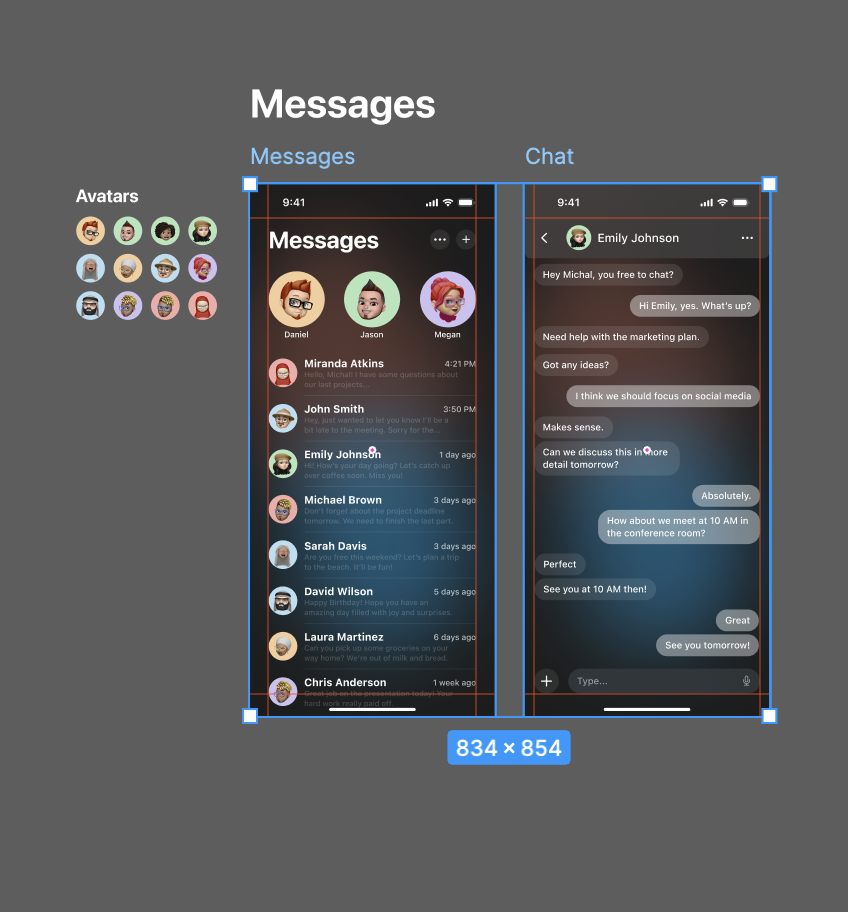 Messages
Messages
Chat
Avatars
9:41
Messages
Daniel
Jason
Megan
Miranda Atkins
4:21 PM
Hello, Michal! I have some questions about
our last projects...
John Smith
3:50 PM
Hey, just wanted to let you know I'll be a
bit late to the meeting. Sorry for the...
Emily Johnson
1 day ago
Hi! How's your day going? Let's catch up
over coffee soon. Miss you!
Michael Brown
3 days ago
Don't forget about the project deadline
tomorrow. We need to finish the last part.
Sarah Davis
3 days ago
Are you free this weekend? Let's plan a trip
to the beach. It'll be fun!
David Wilson
5 days ago
Happy Birthday! Hope you have an
amazing day filled with joy and surprises.
Laura Martinez
6 days ago
Can you pick up some groceries on your
way home? We're out of milk and bread.
Chris Anderson
1 week ago
Great job on the presentation today! Your
hard work really paid off.
9:41
Emily Johnson
Hey Michal, you free to chat?
Hi Emily, yes. What's up?
Need help with the marketing plan.
Got any ideas?
I think we should focus on social media
Makes sense.
Can we discuss this in more
detail tomorrow?
Absolutely.
How about we meet at 10 AM in
the conference room?
Perfect
See you at 10 AM then!
Great
See you tomorrow!
Type...
834 × 854